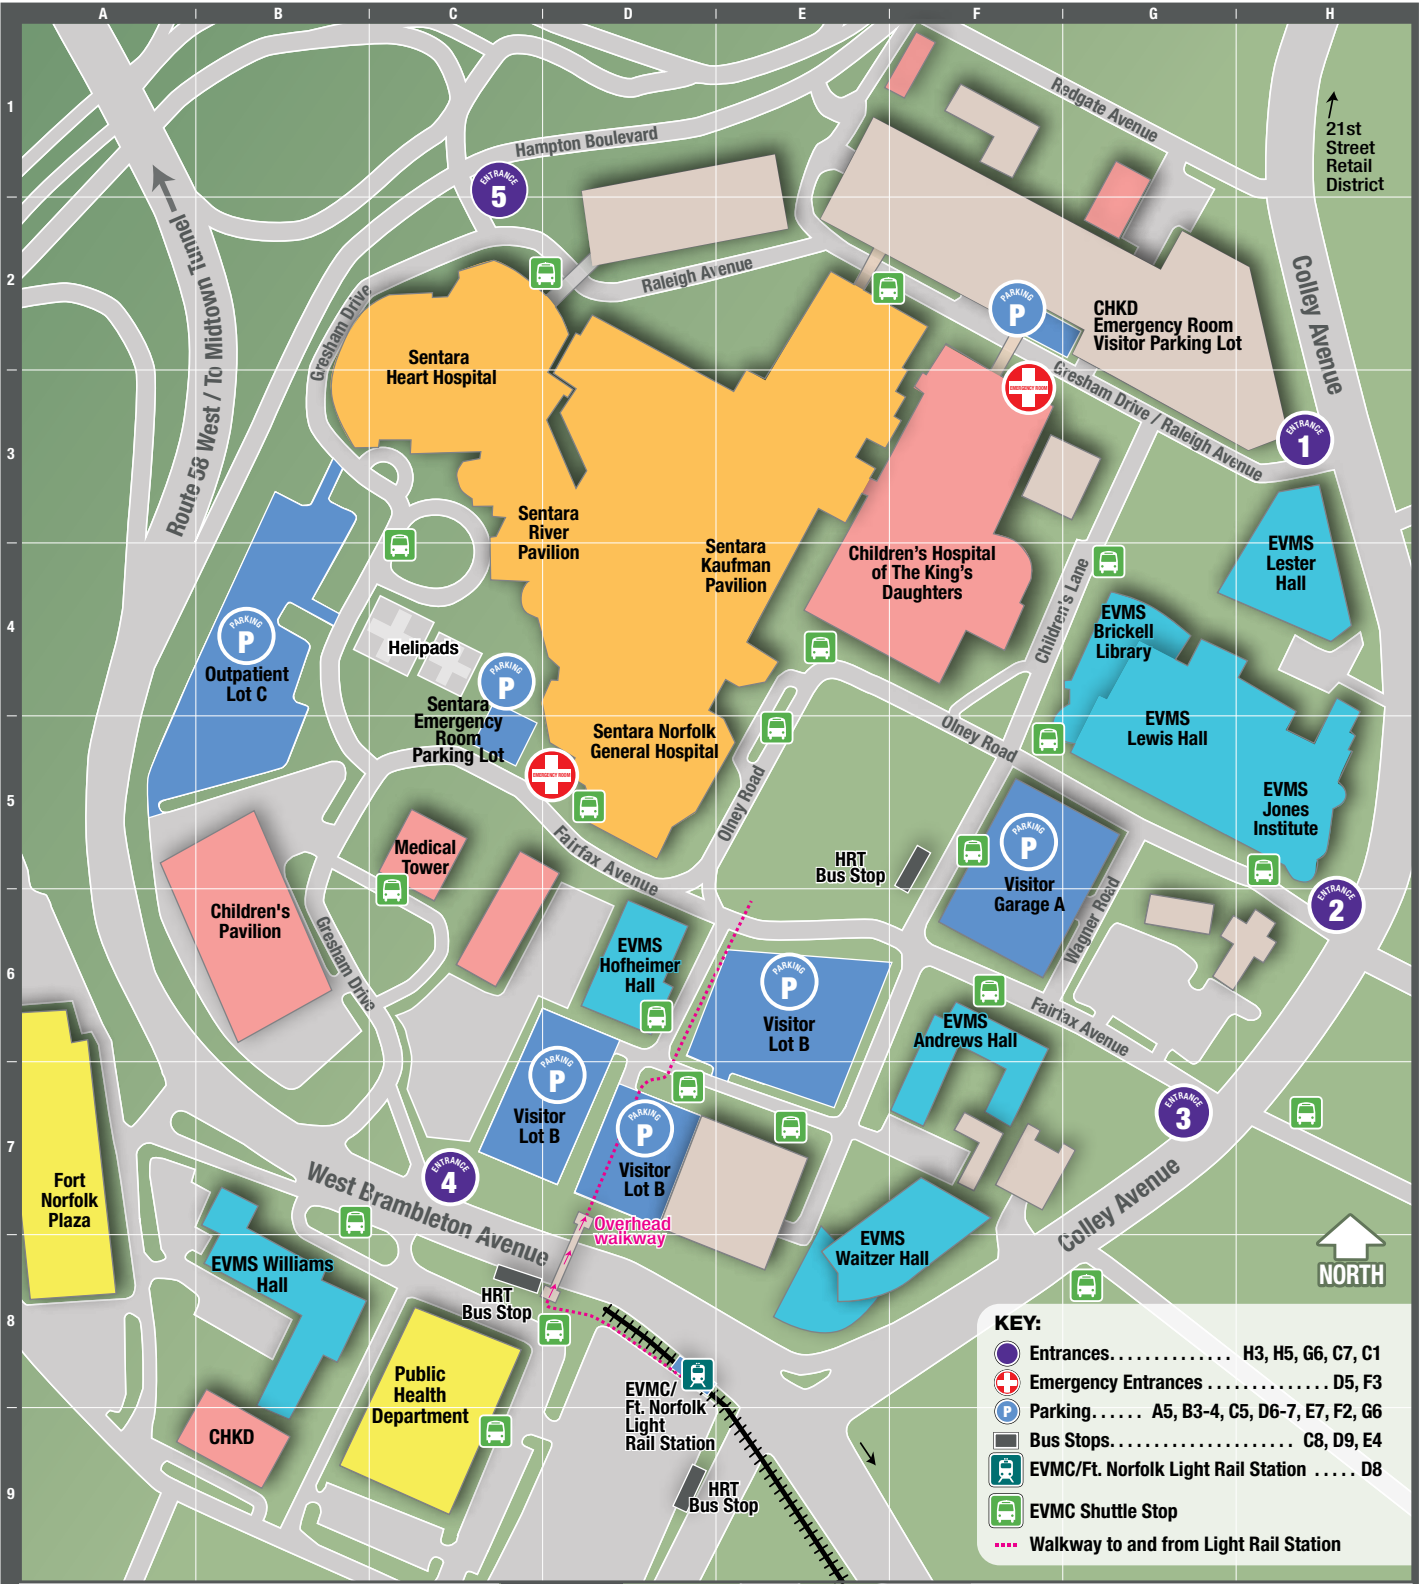 A B C D E F G H
1
2
3
4
5
6
7
8
9
Redgate Avenue
21st
Street
Retail
District
Hampton Boulevard
ENTRANCE
5
Route 58 West / To Midtown Tunnel
Raleigh Avenue
Gresham Drive
Colley Avenue
PARKING
P
CHKD
Emergency Room
Visitor Parking Lot
Sentara
Heart Hospital
EMERGENCY ROOM
Gresham Drive / Raleigh Avenue
ENTRANCE
1
Sentara
River
Pavilion
Sentara
Kaufman
Pavilion
Children's Hospital
of The King's
Daughters
EVMS
Lester
Hall
Children's Lane
EVMS
Brickell
Library
PARKING
P
Outpatient
Lot C
Helipads
PARKING
P
Sentara
Emergency
Room
Parking Lot
Sentara Norfolk
General Hospital
EMERGENCY ROOM
Olney Road
Olney Road
EVMS
Lewis Hall
EVMS
Jones
Institute
Medical
Tower
Fairfax Avenue
HRT
Bus Stop
PARKING
P
Visitor
Garage A
Wagner Road
ENTRANCE
2
Children's
Pavilion
Gresham Drive
EVMS
Hofheimer
Hall
PARKING
P
Visitor
Lot B
EVMS
Andrews Hall
Fairfax Avenue
PARKING
P
Visitor
Lot B
PARKING
P
Visitor
Lot B
ENTRANCE
3
Fort
Norfolk
Plaza
ENTRANCE
4
West Brambleton Avenue
Overhead
walkway
Colley Avenue
EVMS
Waitzer Hall
EVMS Williams
Hall
HRT
Bus Stop
NORTH
Public
Health
Department
CHKD
EVMC/
Ft. Norfolk
Light
Rail Station
HRT
Bus Stop
KEY:
Entrances.............. H3, H5, G6, C7, C1
Emergency Entrances ............. D5, F3
P Parking...... A5, B3-4, C5, D6-7, E7, F2, G6
Bus Stops..................... C8, D9, E4
EVMC/Ft. Norfolk Light Rail Station ..... D8
EVMC Shuttle Stop
Walkway to and from Light Rail Station